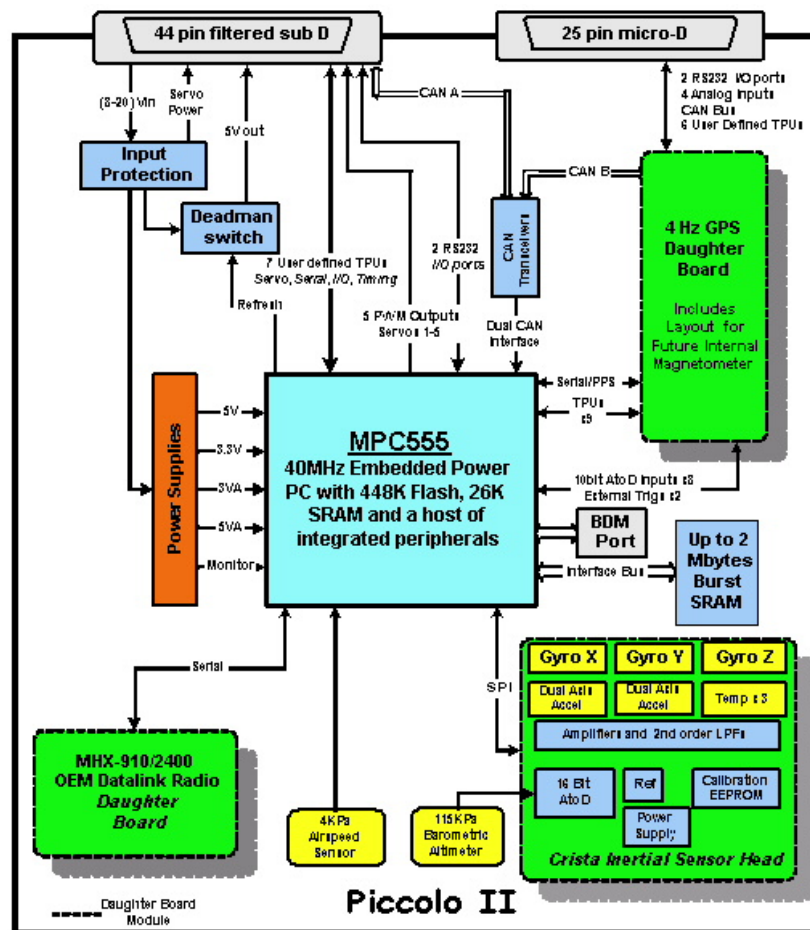 44 pin filtered sub D
25 pin micro-D
(8-20) Vin
Servo
Power
5V out
CAN A
2 RS232 I/O ports
4 Analog Inputs
CAN Bus
6 User Defined TPUs
Input
Protection
Deadman
switch
CAN B
CAN
Transceivers
4 Hz GPS
Daughter
Board
Includes
Layout for
Future Internal
Magnetometer
7 User defined TPUs
Servo, Serial, I/O, Timing
2 RS232
I/O ports
Refresh
5 PWM Outputs
Servos 1-5
Dual CAN
Interface
Serial/PPS
TPUs
x9
Power Supplies
5V
3.3V
3VA
5VA
Monitor
MPC555
40MHz Embedded Power
PC with 448K Flash, 26K
SRAM and a host of
integrated peripherals
10bit AtoD Inputs x8
External Trigs x2
BDM
Port
Interface Bus
Up to 2
Mbytes
Burst
SRAM
Serial
SPI
Gyro X
Gyro Y
Gyro Z
Dual Axis
Accel
Dual Axis
Accel
Temp x 3
Amplifiers and 2nd order LPFs
16 Bit
AtoD
Ref
Calibration
EEPROM
Power
Supply
Crista Inertial Sensor Head
MHX-910/2400
OEM Datalink Radio
Daughter
Board
4KPa
Airspeed
Sensor
115KPa
Barometric
Altimeter
Piccolo II
Daughter Board
Module